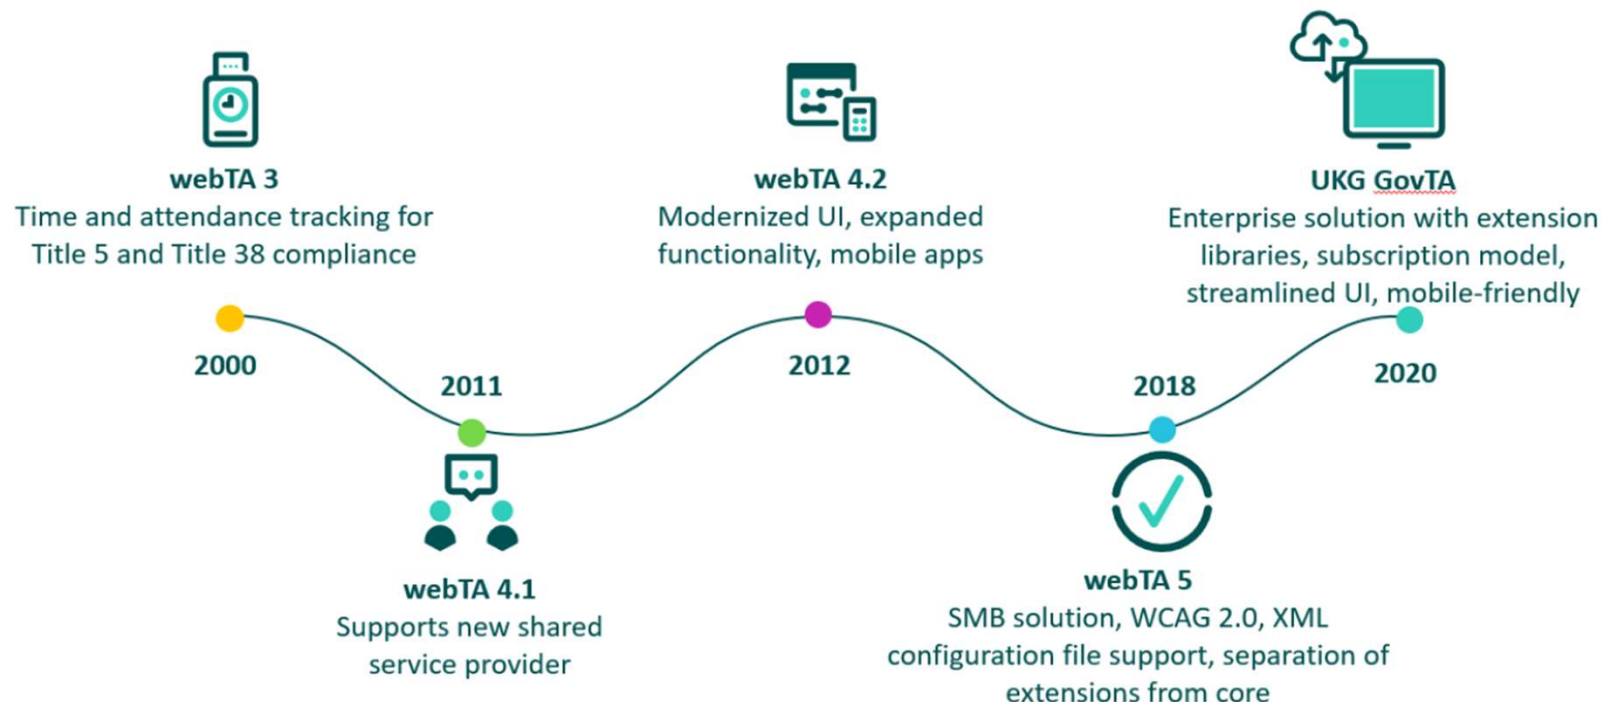 webTA 3
Time and attendance tracking for
Title 5 and Title 38 compliance
2000
2011
webTA 4.1
Supports new shared
service provider
webTA 4.2
Modernized UI, expanded
functionality, mobile apps
2012
2018
webTA 5
SMB solution, WCAG 2.0, XML
configuration file support, separation of
extensions from core
UKG GovTA
Enterprise solution with extension
libraries, subscription model,
streamlined UI, mobile-friendly
2020